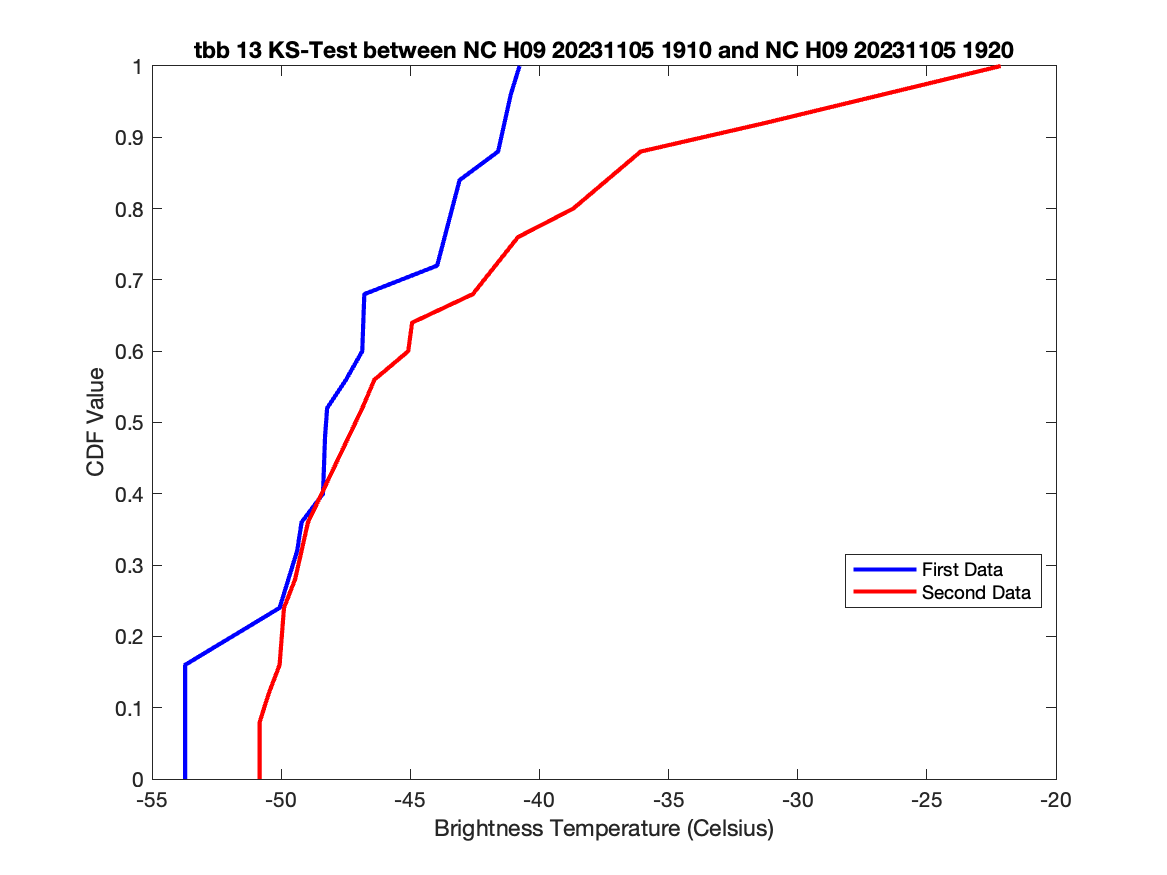 tbb 13 KS-Test between NC H09 20231105 1910 and NC H09 20231105 1920
1
0.9
0.8
0.7
0.6
0.5
0.4
0.3
0.2
0.1
0
CDF Value
First Data
Second Data
-55 -50 -45 -40 -35 -30 -25 -20
Brightness Temperature (Celsius)